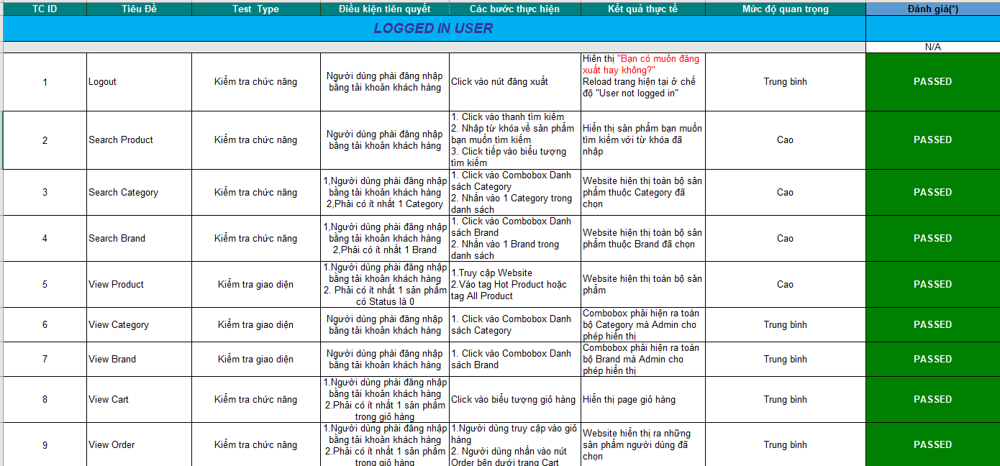 TC ID Tiêu Đề Test Type Điều kiện tiên quyết Các bước thực hiện Kết quả thực tế Mức độ quan trọng Đánh giá(*)
LOGGED IN USER
N/A
1
Logout
Kiểm tra chức năng
Người dùng phải đăng nhập
bằng tài khoản khách hàng
Click vào nút đăng xuất
Hiển thị "Bạn có muốn đăng
xuất hay không?"
Reload trang hiện tại ở chế
độ "User not logged in"
Trung bình
PASSED
2
Search Product
Kiểm tra chức năng
Người dùng phải đăng nhập
bằng tài khoản khách hàng
1. Click vào thanh tìm kiếm
2. Nhập từ khóa về sản phẩm
bạn muốn tìm kiếm
3. Click tiếp vào biểu tượng
tìm kiếm
Hiển thị sản phẩm bạn muốn
tìm kiếm với từ khóa đã
nhập
Cao
PASSED
3
Search Category
Kiểm tra chức năng
1,Người dùng phải đăng nhập
bằng tài khoản khách hàng
2,Phải có ít nhất 1 Category
1. Click vào Combobox Danh
sách Category
2. Nhấn vào 1 Category trong
danh sách
Website hiện thị toàn bộ sản
phẩm thuộc Category đã
chọn
Cao
PASSED
4
Search Brand
Kiểm tra chức năng
1,Người dùng phải đăng nhập
bằng tài khoản khách hàng
2,Phải có ít nhất 1 Brand
1. Click vào Combobox Danh
sách Brand
2. Nhấn vào 1 Brand trong
danh sách
Website hiện thị toàn bộ sản
phẩm thuộc Brand đã chọn
Cao
PASSED
5
View Product
Kiểm tra giao diện
1.Người dùng phải đăng nhập
bằng tài khoản khách hàng
2. Phải có ít nhất 1 sản phẩm
có Status là 0
1.Truy cập Website
2.Vào tag Hot Product hoặc
tag All Product
Website hiện thị toàn bộ sản
phẩm
Cao
PASSED
6
View Category
Kiểm tra giao diện
Người dùng phải đăng nhập
bằng tài khoản khách hàng
1. Click vào Combobox Danh
sách Category
Combobox phải hiện ra toàn
bộ Category mà Admin cho
phép hiển thị
Trung bình
PASSED
7
View Brand
Kiểm tra giao diện
Người dùng phải đăng nhập
bằng tài khoản khách hàng
1. Click vào Combobox Danh
sách Brand
Combobox phải hiện ra toàn
bộ Brand mà Admin cho
phép hiển thị
Trung bình
PASSED
8
View Cart
Kiểm tra chức năng
1.Người dùng phải đăng nhập
bằng tài khoản khách hàng
2.Phải có ít nhất 1 sản phẩm
trong giỏ hàng
Click vào biểu tượng giỏ hàng
Hiển thị page giỏ hàng
Trung bình
PASSED
9
View Order
Kiểm tra chức năng
1.Người dùng phải đăng nhập
bằng tài khoản khách hàng
2.Phải có ít nhất 1 sản phẩm
trong giỏ hàng
1.Người dùng truy cập vào giỏ
hàng
2. Người dùng nhấn vào nút
Order bên dưới trang Cart
Website hiển thị ra những
sản phẩm người dùng đã
chọn
Trung bình
PASSED